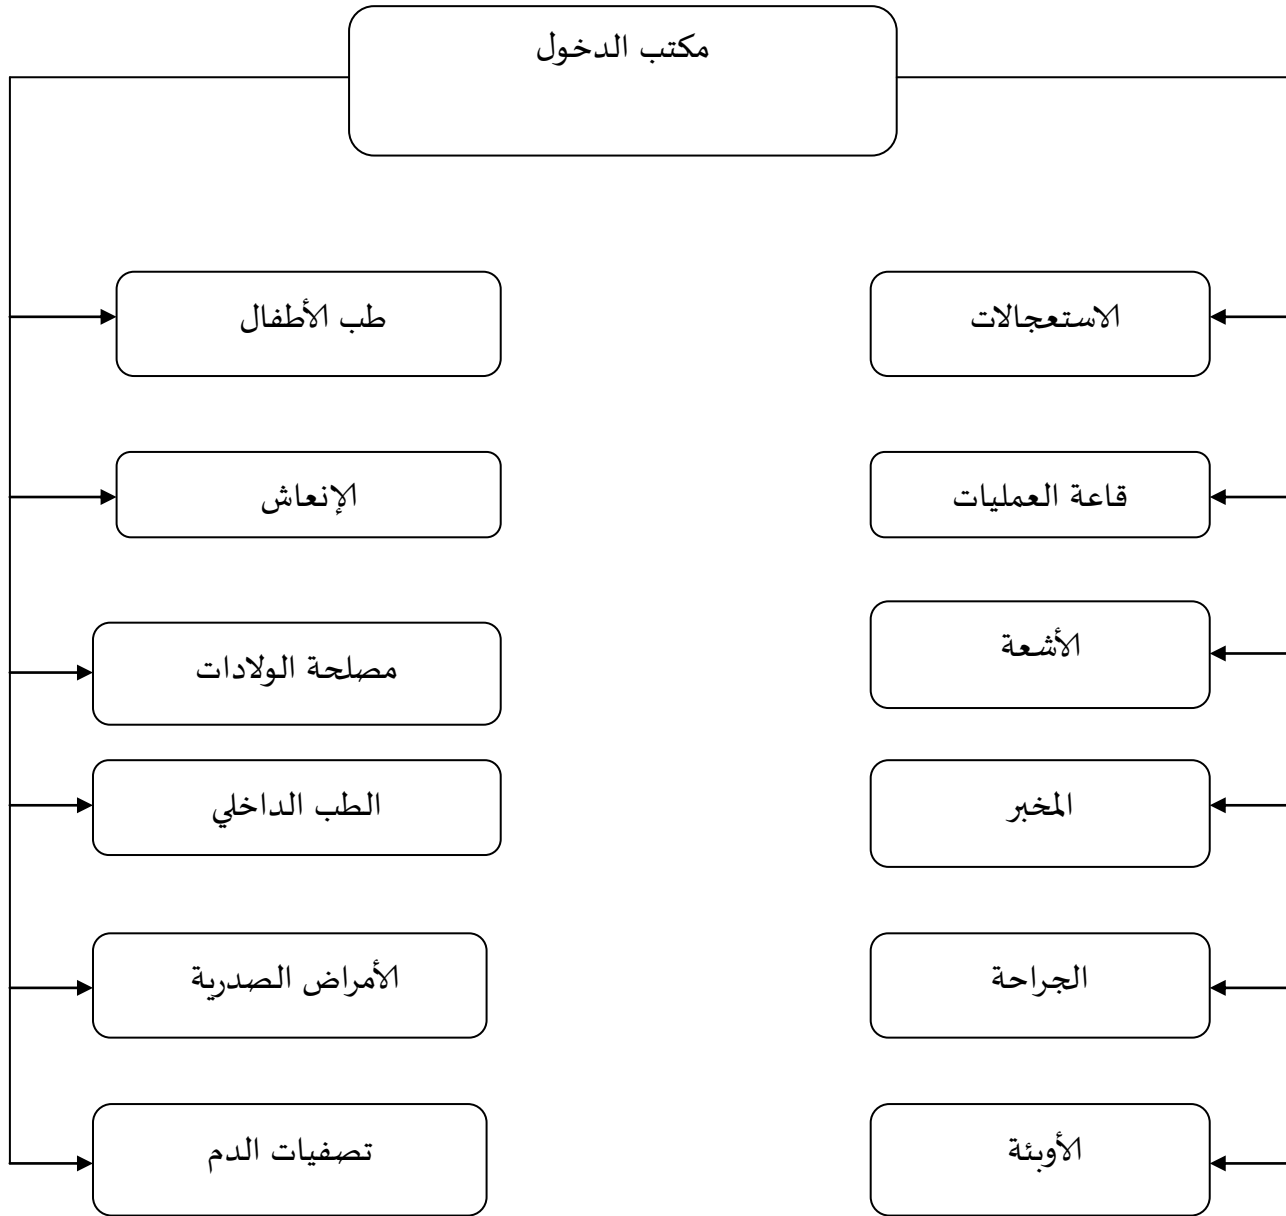 مكتب الدخول
الاستعجالات
طب الأطفال
قاعة العمليات
الإنعاش
الأشعة
مصلحة الولادات
المخبر
الطب الداخلي
الجراحة
الأمراض الصدرية
الأوبئة
تصفيات الدم